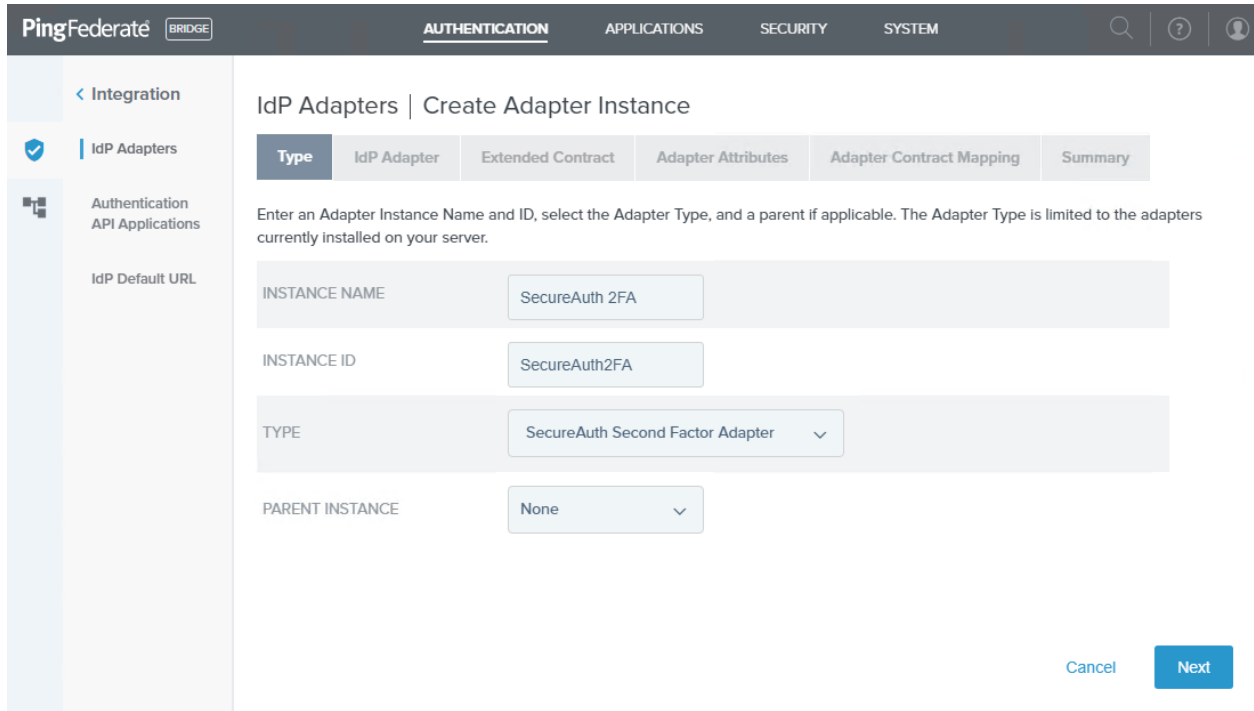 PingFederate BRIDGE AUTHENTICATION APPLICATIONS SECURITY SYSTEM ?
< Integration
IdP Adapters
Authentication
API Applications
IdP Default URL
IdP Adapters | Create Adapter Instance
Type IdP Adapter Extended Contract Adapter Attributes Adapter Contract Mapping Summary
Enter an Adapter Instance Name and ID, select the Adapter Type, and a parent if applicable. The Adapter Type is limited to the adapters
currently installed on your server.
INSTANCE NAME SecureAuth 2FA
INSTANCE ID SecureAuth2FA
TYPE SecureAuth Second Factor Adapter
PARENT INSTANCE None
Cancel Next